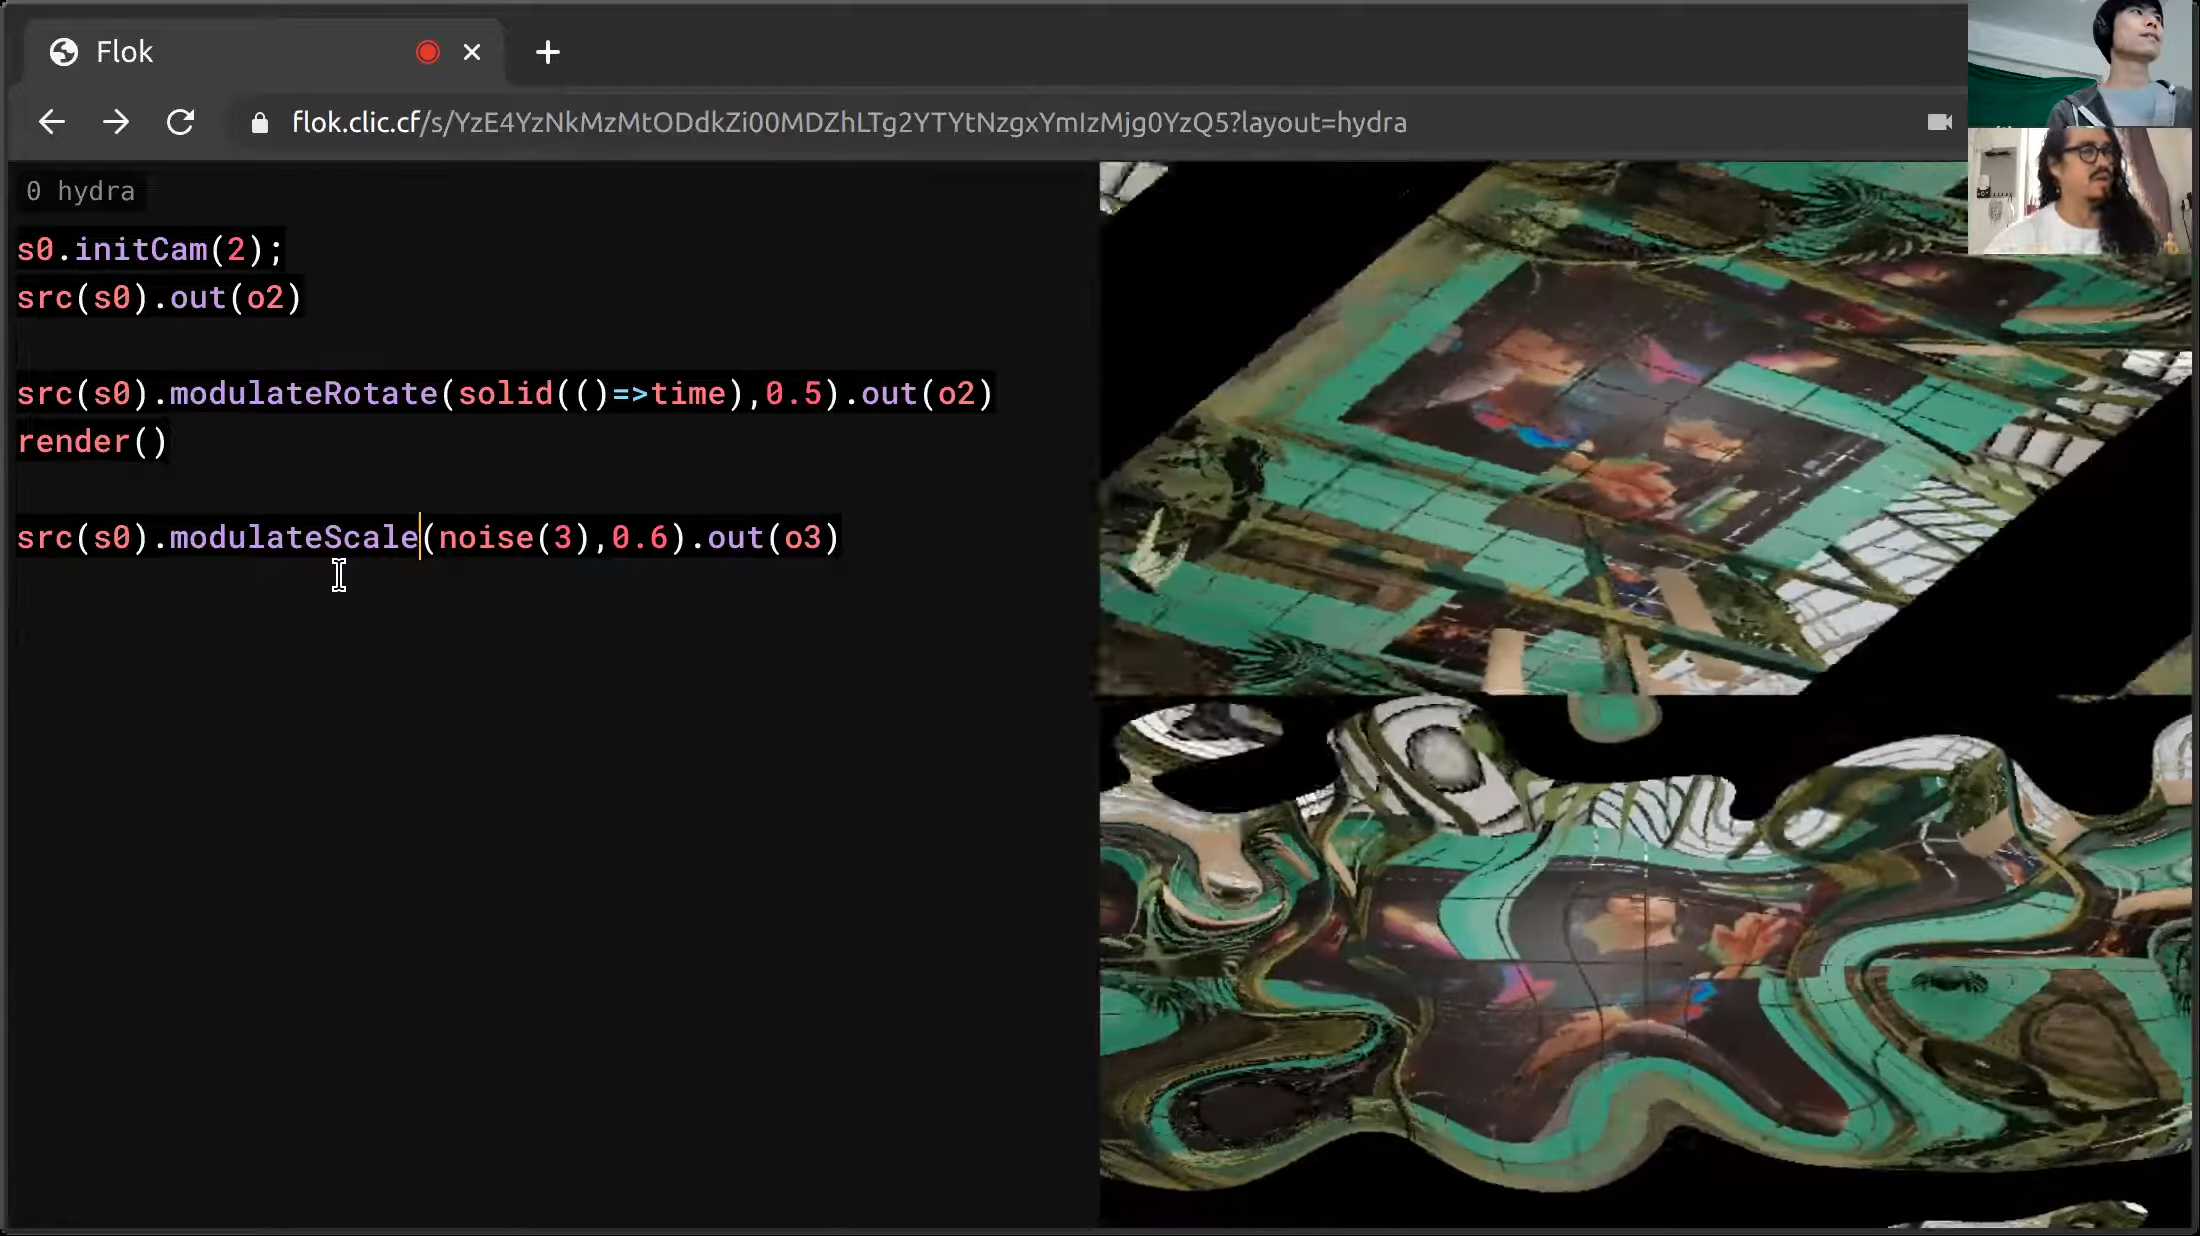 Flok
flok.clic.cf/s/YzE4YzNkMzMtODdkZi00MDZhLTg2YTYtNzgxYmIzMjg0YzQ5?layout=hydra
0 hydra
s0.initCam(2);
src(s0).out(o2)
src(s0).modulateRotate(solid(()=>time),0.5).out(o2)
render()
src(s0).modulateScale(noise(3),0.6).out(o3)